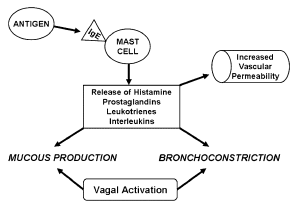 ANTIGEN
IgE
MAST
CELL
Increased
Vascular
Permeability
Release of Histamine
Prostaglandins
Leukotrienes
Interleukins
MUCOUS PRODUCTION
BRONCHOCONSTRICTION
Vagal Activation